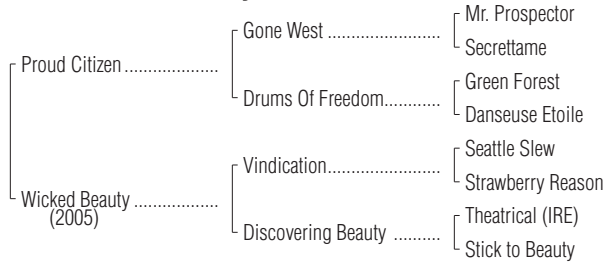 Mr. Prospector
Gone West .......................
Secrettame
Proud Citizen ....................
Green Forest
Drums Of Freedom............
Danseuse Etoile
Seattle Slew
Vindication........................
Strawberry Reason
Wicked Beauty ..................
(2005)
Theatrical (IRE)
Discovering Beauty ..........
Stick to Beauty